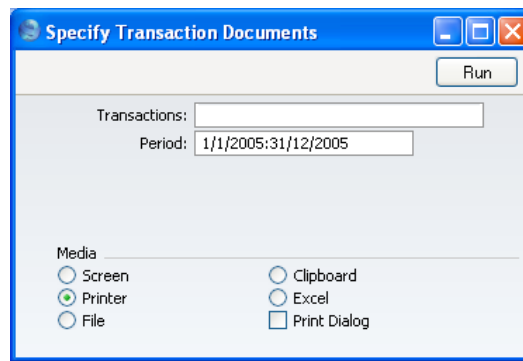 Specify Transaction Documents
Run
Transactions:
Period: 1/1/2005:31/12/2005
Media
Screen Clipboard
Printer Excel
File Print Dialog